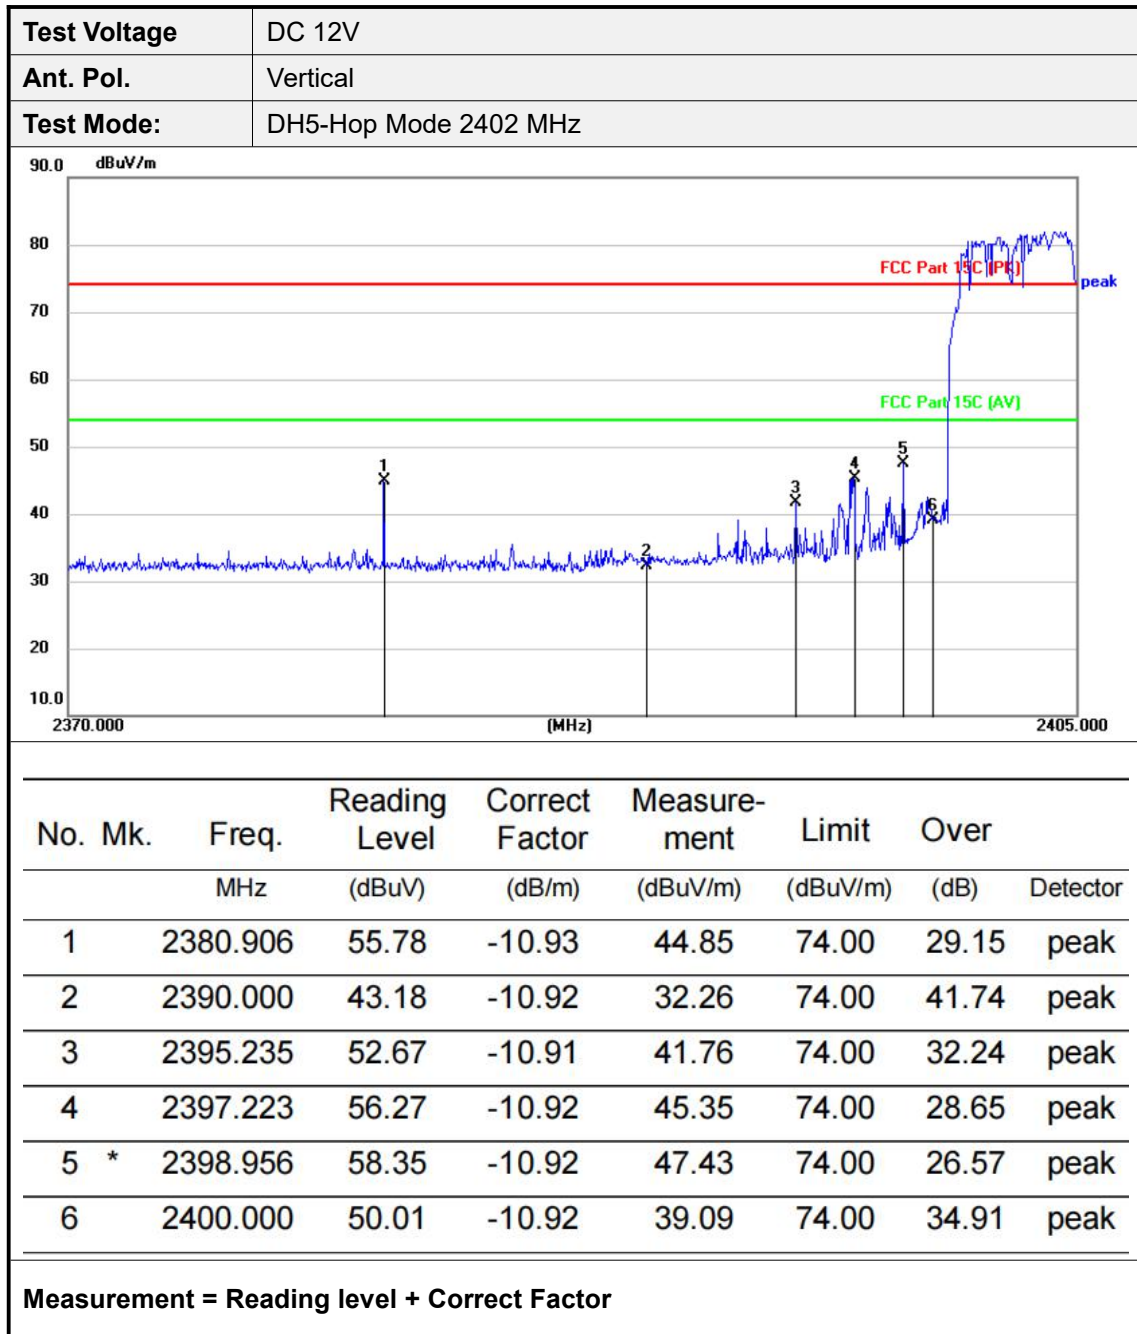 Test Voltage DC 12V
Ant. Pol. Vertical
Test Mode: DH5-Hop Mode 2402 MHz
90.0 dBuV/m
80
FCC Part 15C (PK)
peak
70
60
FCC Part 15C (AV)
50
5
1 4
3
40
6
2
30
20
10.0
2370.000 (MHz) 2405.000
No. Mk. Freq. Reading Level Correct Factor Measure-ment Limit Over
MHz (dBuV) (dB/m) (dBuV/m) (dBuV/m) (dB) Detector
1 2380.906 55.78 -10.93 44.85 74.00 29.15 peak
2 2390.000 43.18 -10.92 32.26 74.00 41.74 peak
3 2395.235 52.67 -10.91 41.76 74.00 32.24 peak
4 2397.223 56.27 -10.92 45.35 74.00 28.65 peak
5 * 2398.956 58.35 -10.92 47.43 74.00 26.57 peak
6 2400.000 50.01 -10.92 39.09 74.00 34.91 peak
Measurement = Reading level + Correct Factor